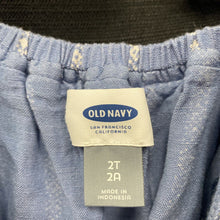 OLD NAVY
SAN FRANCISCO
CALIFORNIA
2T
2A
MADE IN
INDONESIA